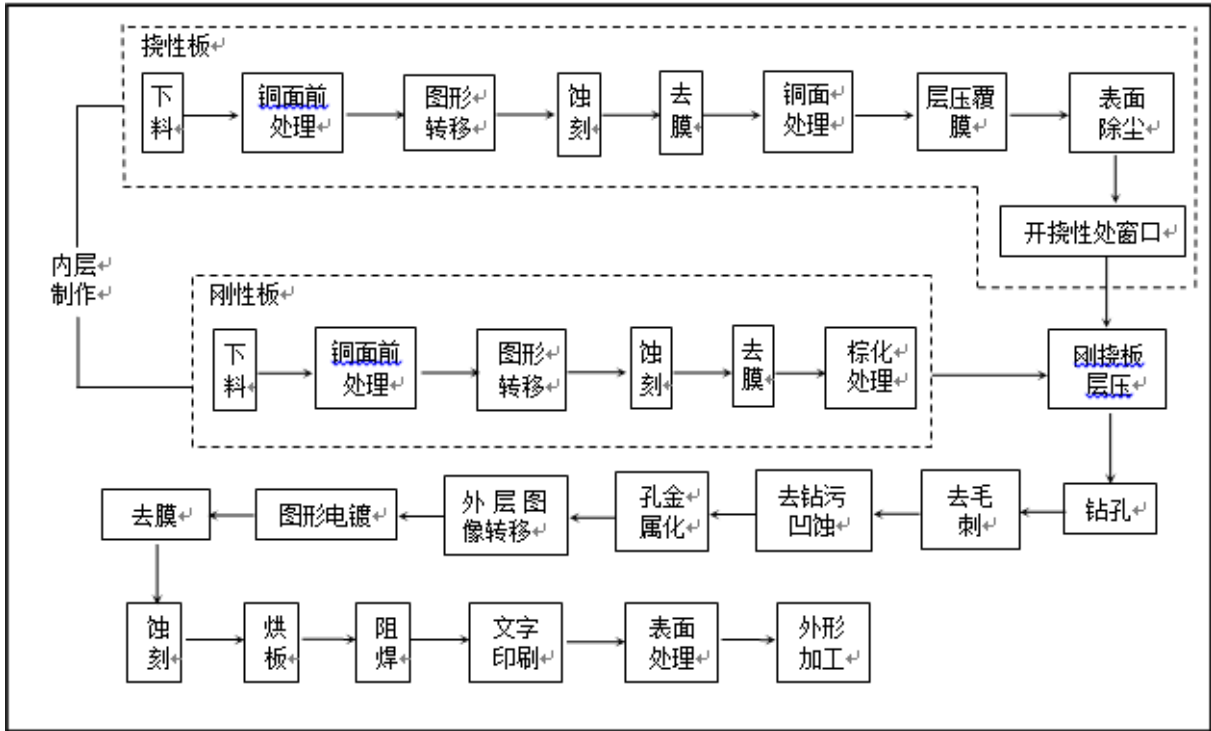 挠性板
下
料
铜面前
处理
图形
转移
蚀
刻
去
膜
铜面
处理
层压覆
膜
表面
除尘
开挠性处窗口
内层
制作
刚性板
下
料
铜面前
处理
图形
转移
蚀
刻
去
膜
棕化
处理
刚挠板
层压
钻孔
去毛
刺
去钻污
凹蚀
孔金
属化
外 层 图
像转移
图形电镀
去膜
蚀
刻
烘
板
阻
焊
文字
印刷
表面
处理
外形
加工